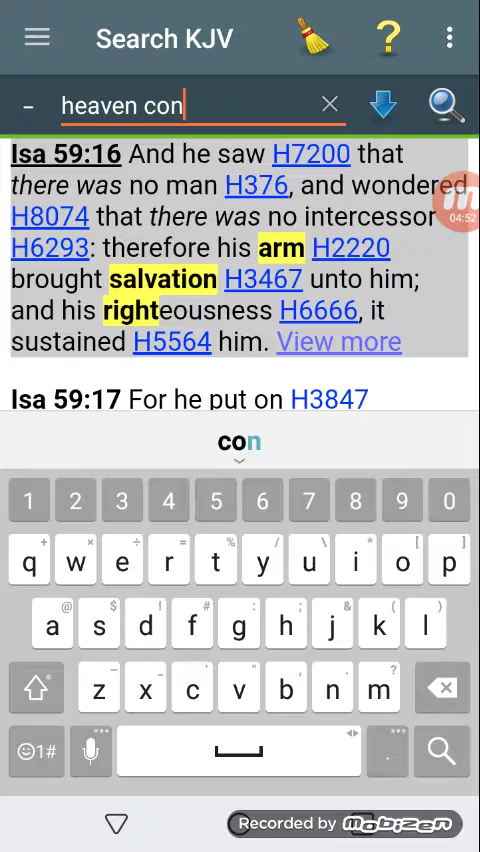 Search KJV
?
- heaven con
Isa 59:16 And he saw H7200 that
there was no man H376, and wondered
H8074 that there was no intercessor
04:52
H6293: therefore his arm H2220
brought salvation H3467 unto him;
and his righteousness H6666, it
sustained H5564 him. View more
Isa 59:17 For he put on H3847
con
1 2 3 4 5 6 7 8 9 0
+ × ÷ = % / \ * [ ]
q w e r t y u i o p
@ $ ! # : ; & ( )
a s d f g h j k l
z x c v b n m ?
☺1# .
Recorded by mobizen